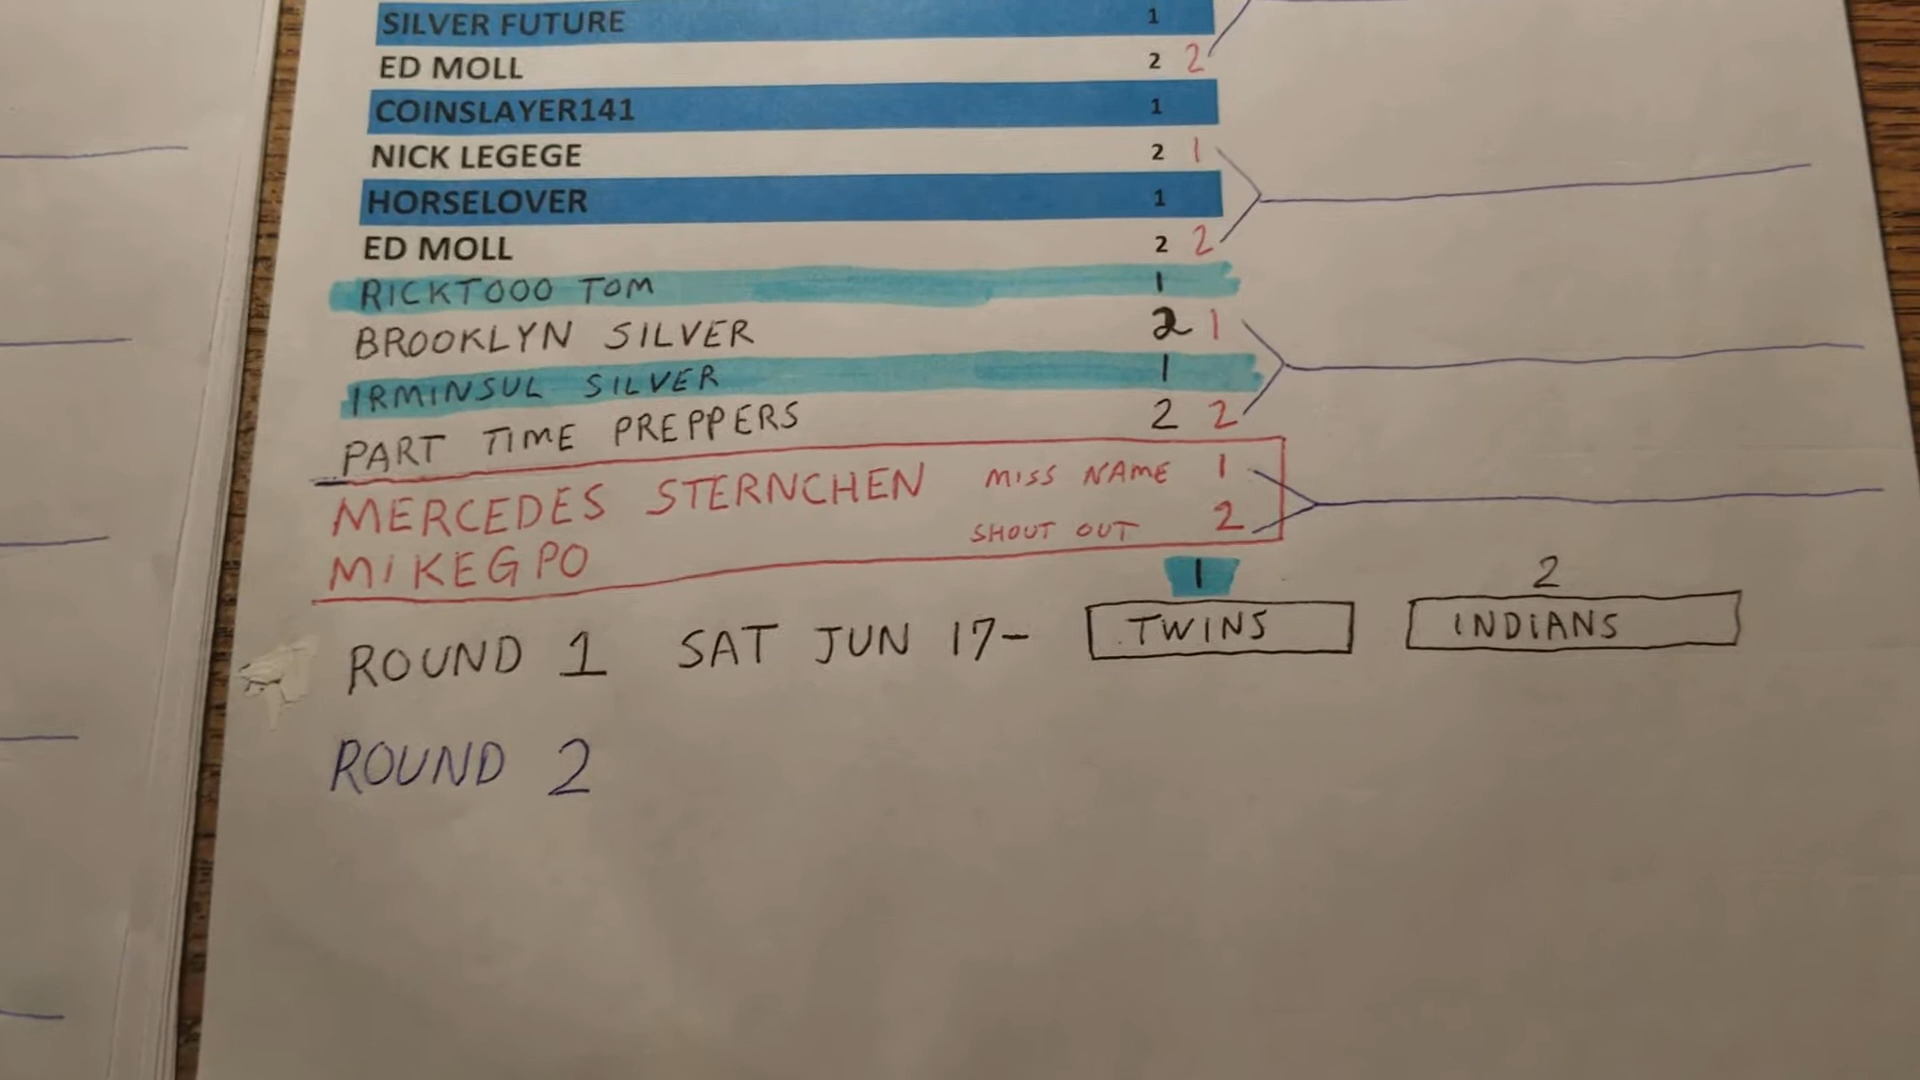 SILVER FUTURE 1
ED MOLL 2 2
COINSLAYER141 1
NICK LEGEGE 2 1
HORSELOVER 1
ED MOLL 2 2
RICKTOOO TOM 1
BROOKLYN SILVER 2 1
IRMINSUL SILVER 1
PART TIME PREPPERS 2 2
MERCEDES STERNCHEN MISS NAME 1
MIKEGPO SHOUT OUT 2
1 2
ROUND 1 SAT JUN 17- TWINS INDIANS
ROUND 2